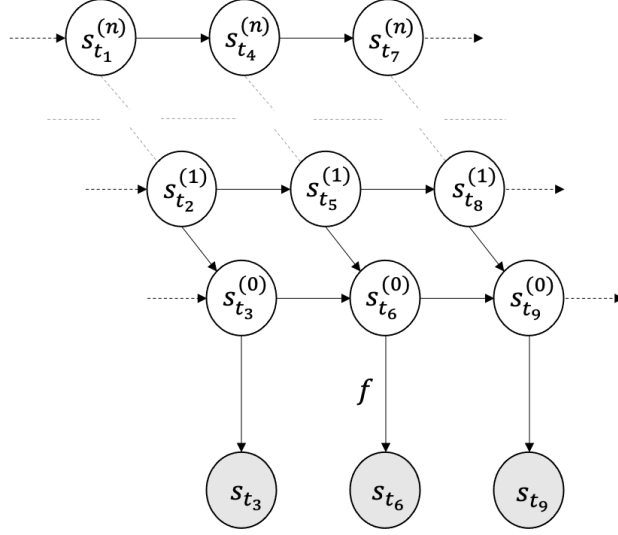 s_{t_1}^{(n)} s_{t_4}^{(n)} s_{t_7}^{(n)}
s_{t_2}^{(1)} s_{t_5}^{(1)} s_{t_8}^{(1)}
s_{t_3}^{(0)} s_{t_6}^{(0)} s_{t_9}^{(0)}
f
s_{t_3} s_{t_6} s_{t_9}